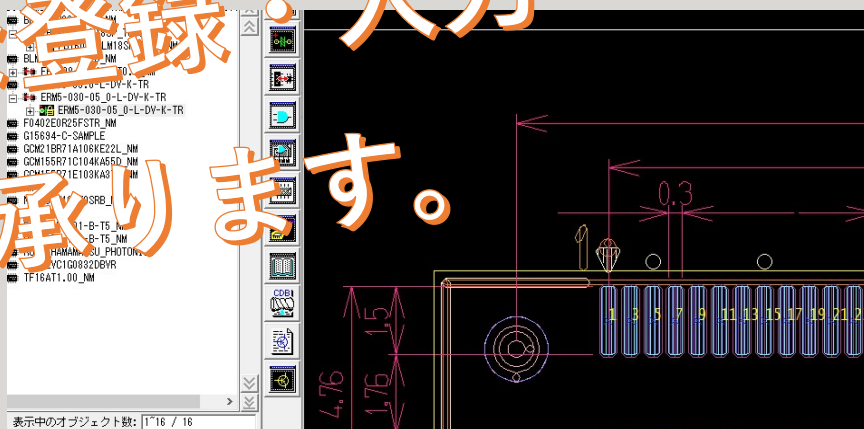 登録・入力
承ります。
ERM5-030-05_0-L-DV-K-TR
ERM5-030-05_0-L-DV-K-TR
F0402E0R25FSTR_NM
G15694-C-SAMPLE
GCM21BR71A106KE22L_NM
GCM155R71C104KA55D_NM
TF16AT1.00_NM
CDB
表示中のオブジェクト数: 1~16 / 16
0.3
1
1 3 5 7 9 11 13 15 17 19 21 2
1.5
4.76
1.76